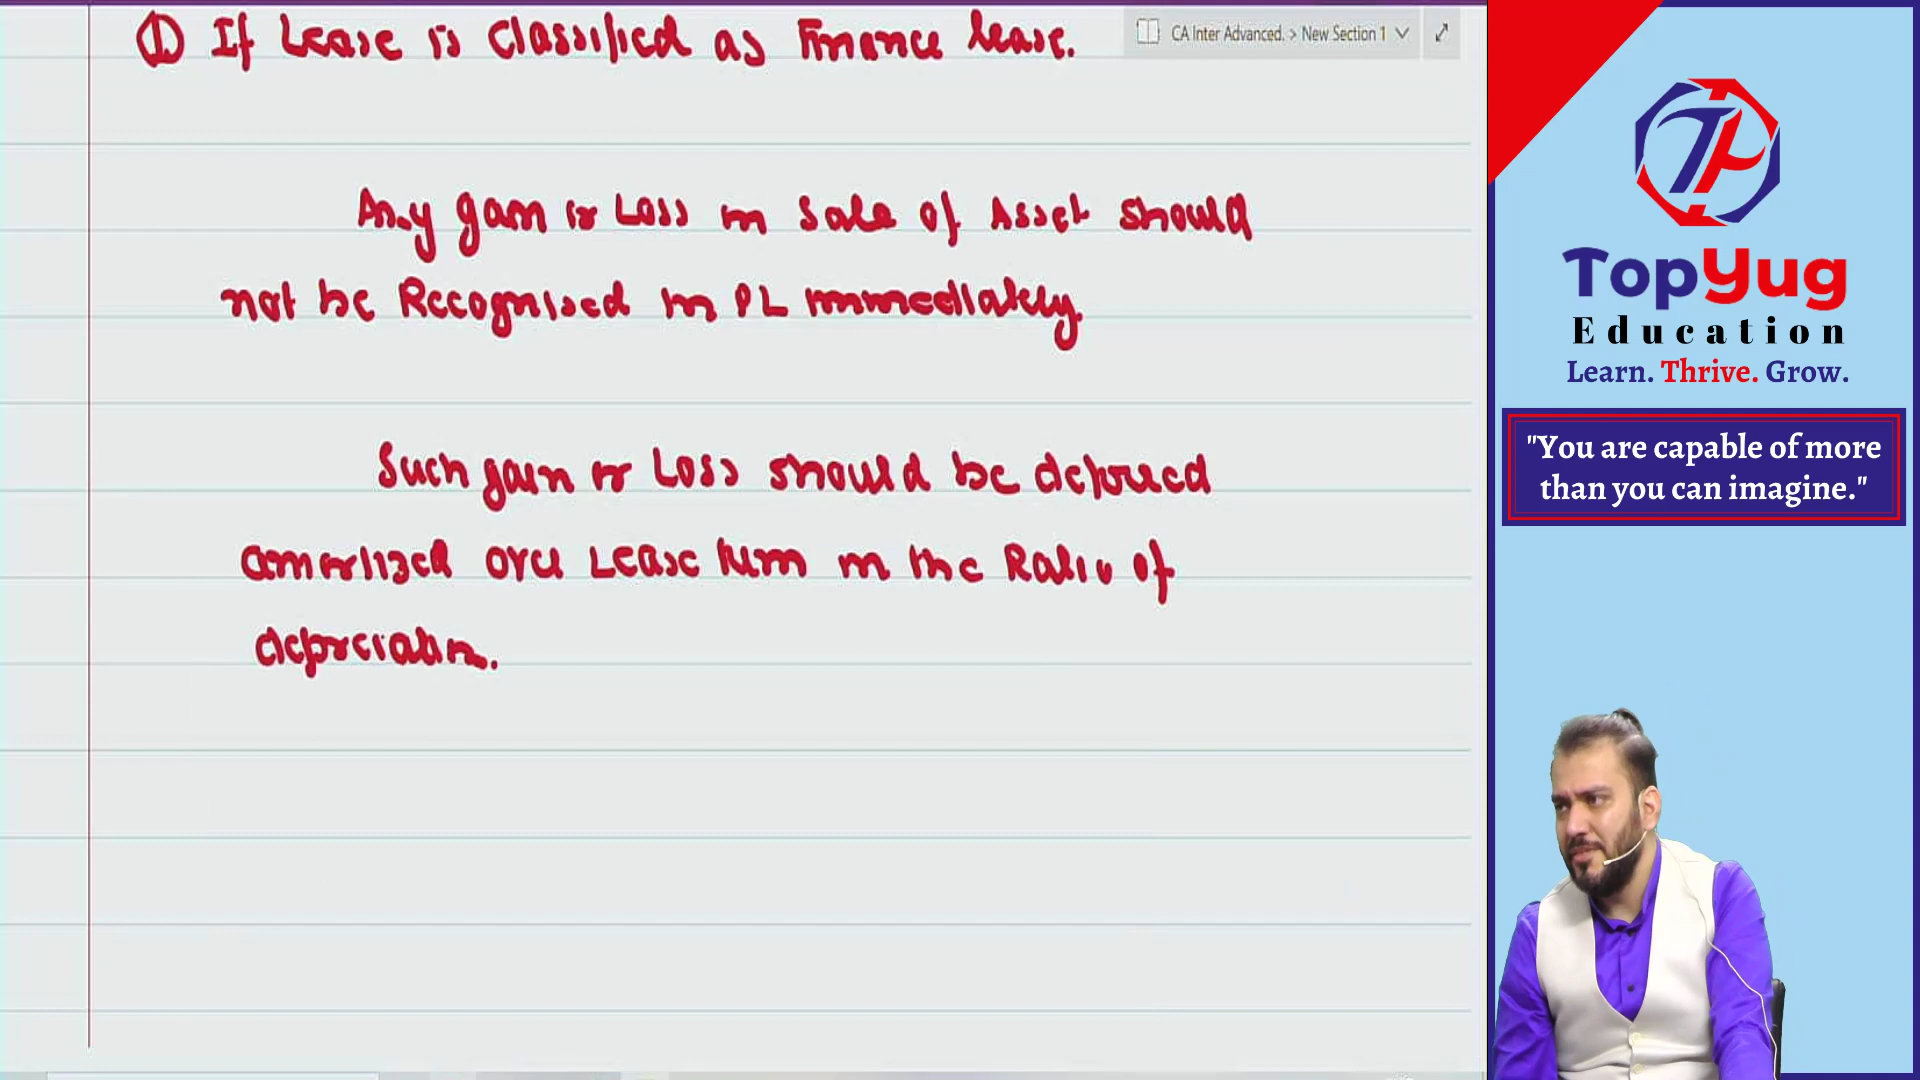 ① If Lease is Classified as Finance lease.
CA Inter Advanced. > New Section 1
Any gain or Loss on Sale of Asset should
not be Recognised in PL immediately.
Such gain or Loss should be deferred
amortized over Lease term in the Ratio of
depreciation.
TopYug
Education
Learn. Thrive. Grow.
"You are capable of more
than you can imagine."